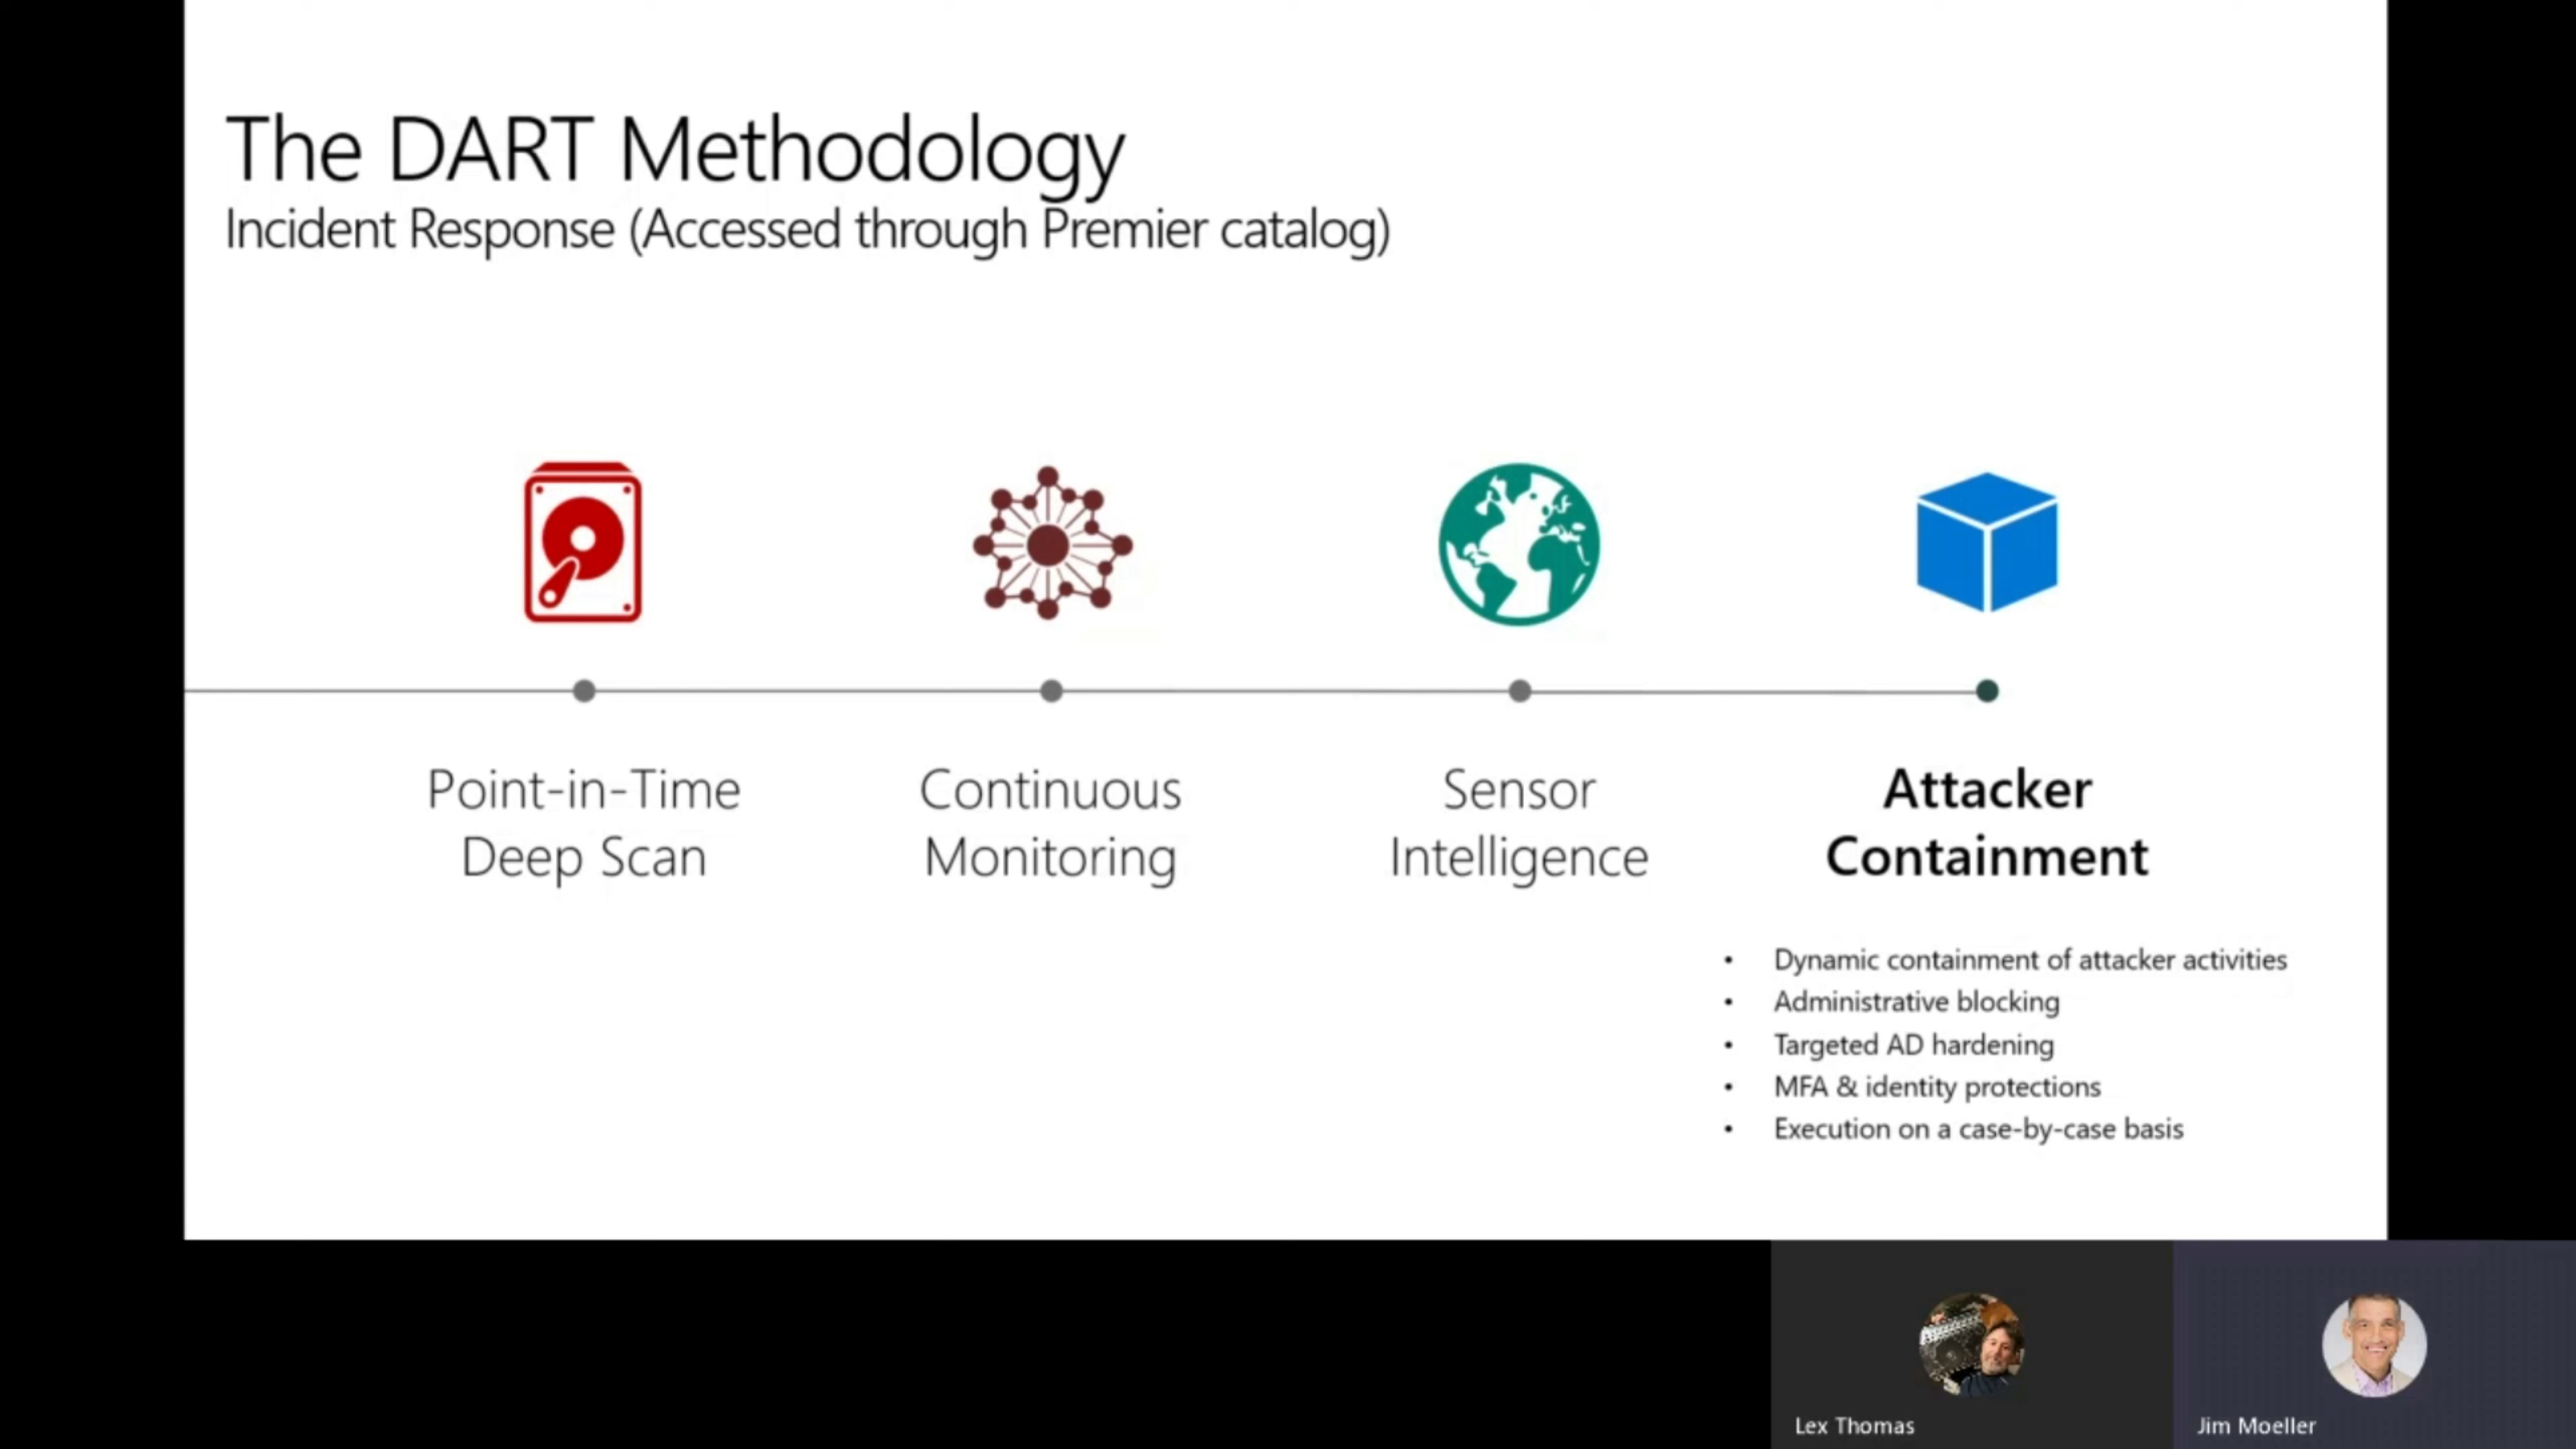 The DART Methodology
Incident Response (Accessed through Premier catalog)
Point-in-Time
Deep Scan
Continuous
Monitoring
Sensor
Intelligence
Attacker
Containment
• Dynamic containment of attacker activities
• Administrative blocking
• Targeted AD hardening
• MFA & identity protections
• Execution on a case-by-case basis
Lex Thomas
Jim Moeller